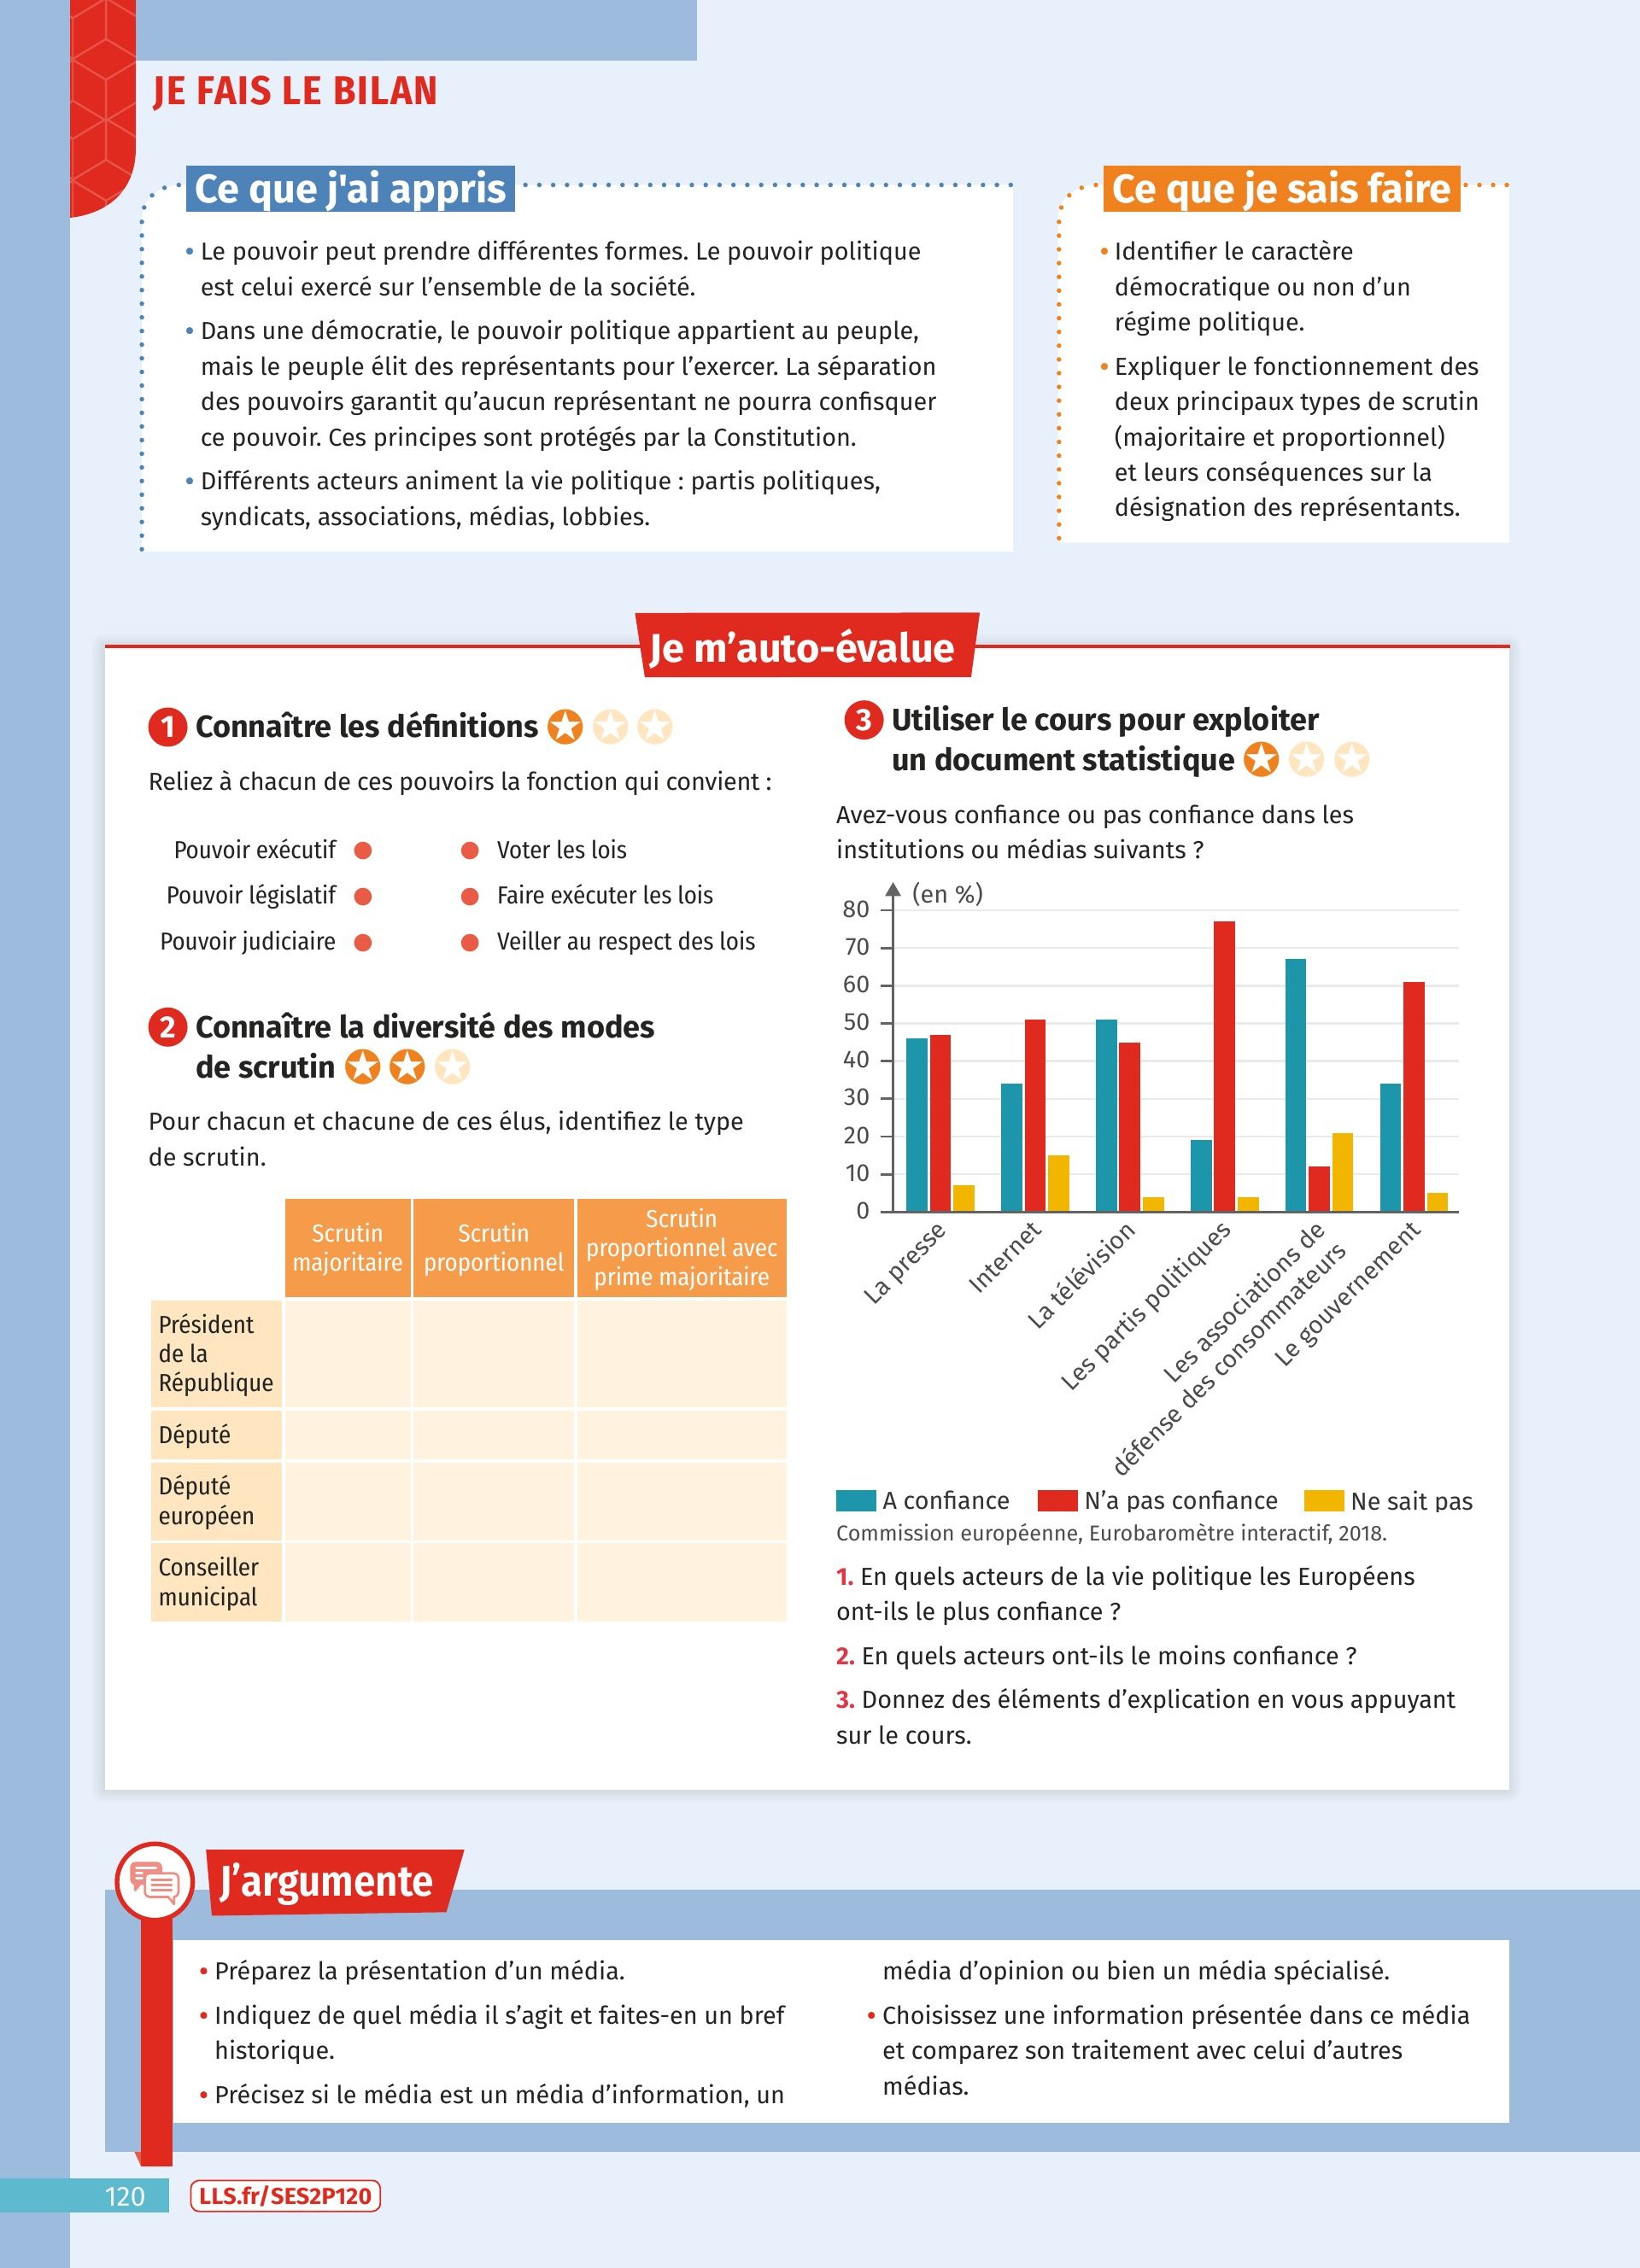 JE FAIS LE BILAN
Ce que j'ai appris
• Le pouvoir peut prendre différentes formes. Le pouvoir politique
est celui exercé sur l’ensemble de la société.
• Dans une démocratie, le pouvoir politique appartient au peuple,
mais le peuple élit des représentants pour l’exercer. La séparation
des pouvoirs garantit qu’aucun représentant ne pourra confisquer
ce pouvoir. Ces principes sont protégés par la Constitution.
• Différents acteurs animent la vie politique : partis politiques,
syndicats, associations, médias, lobbies.
Ce que je sais faire
• Identifier le caractère
démocratique ou non d’un
régime politique.
• Expliquer le fonctionnement des
deux principaux types de scrutin
(majoritaire et proportionnel)
et leurs conséquences sur la
désignation des représentants.
Je m’auto-évalue
1 Connaître les définitions
Reliez à chacun de ces pouvoirs la fonction qui convient :
Pouvoir exécutif Voter les lois
Pouvoir législatif Faire exécuter les lois
Pouvoir judiciaire Veiller au respect des lois
2 Connaître la diversité des modes
de scrutin
Pour chacun et chacune de ces élus, identifiez le type
de scrutin.
Scrutin
majoritaire
Scrutin
proportionnel
Scrutin
proportionnel avec
prime majoritaire
Président
de la
République
Député
Député
européen
Conseiller
municipal
3 Utiliser le cours pour exploiter
un document statistique
Avez-vous confiance ou pas confiance dans les
institutions ou médias suivants ?
(en %)
80
70
60
50
40
30
20
10
0
La presse
Internet
La télévision
Les partis politiques
Les associations de
défense des consommateurs
Le gouvernement
A confiance N’a pas confiance Ne sait pas
Commission européenne, Eurobaromètre interactif, 2018.
1. En quels acteurs de la vie politique les Européens
ont-ils le plus confiance ?
2. En quels acteurs ont-ils le moins confiance ?
3. Donnez des éléments d’explication en vous appuyant
sur le cours.
J’argumente
• Préparez la présentation d’un média.
• Indiquez de quel média il s’agit et faites-en un bref
historique.
• Précisez si le média est un média d’information, un
média d’opinion ou bien un média spécialisé.
• Choisissez une information présentée dans ce média
et comparez son traitement avec celui d’autres
médias.
120
LLS.fr/SES2P120